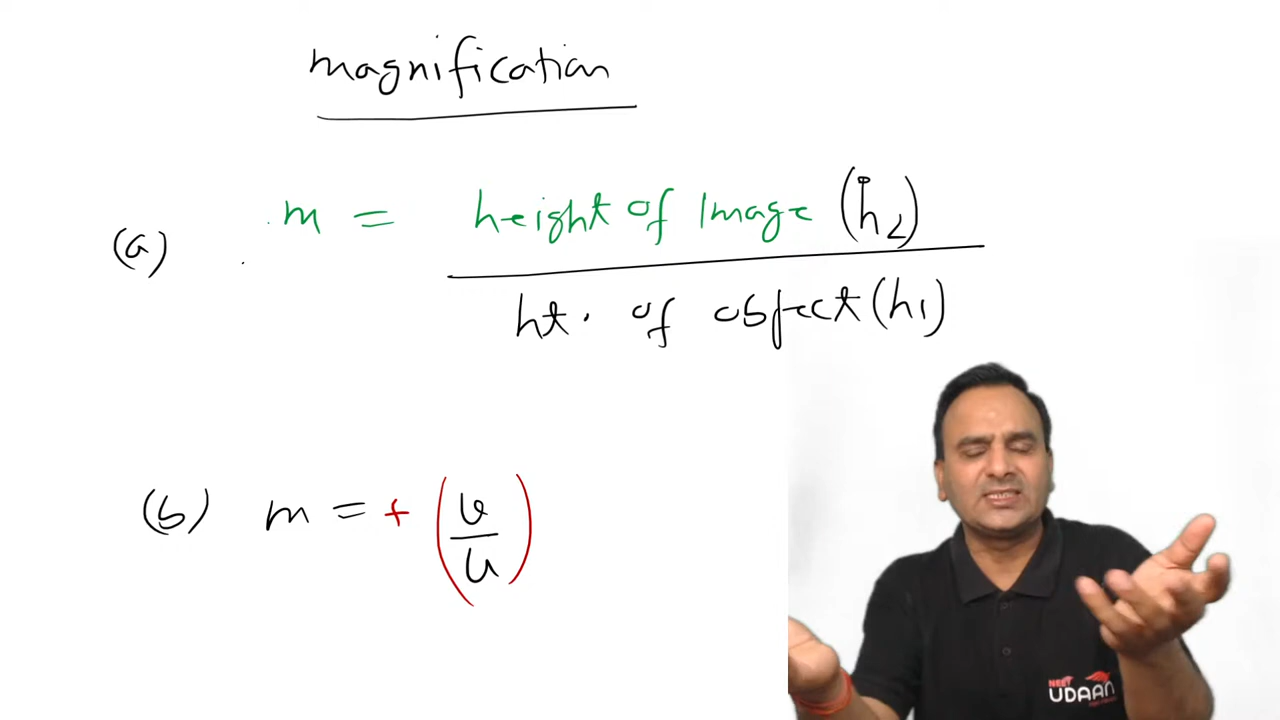 magnification
(a) m = height of Image (h2)
ht. of object (h1)
(b) m = + (v
u)
NEET
UDAAN